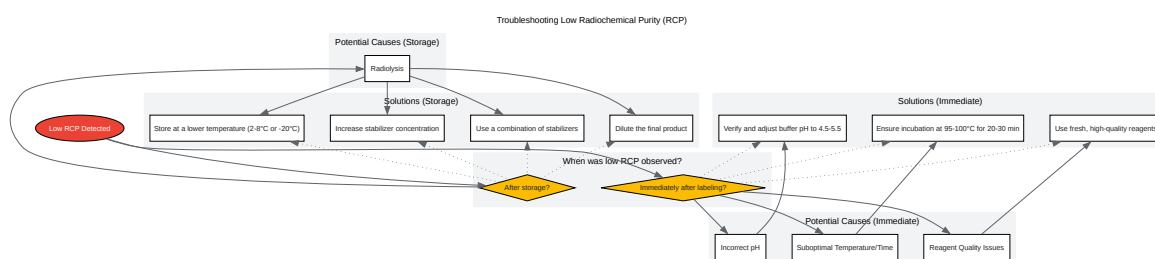 Troubleshooting Low Radiochemical Purity (RCP)
Potential Causes (Storage)
Radiolysis
Solutions (Storage)
Solutions (Immediate)
Low RCP Detected
Store at a lower temperature (2-8°C or -20°C)
Increase stabilizer concentration
Use a combination of stabilizers
Dilute the final product
Verify and adjust buffer pH to 4.5-5.5
Ensure incubation at 95-100°C for 20-30 min
Use fresh, high-quality reagents
When was low RCP observed?
After storage?
Immediately after labeling?
Potential Causes (Immediate)
Incorrect pH
Suboptimal Temperature/Time
Reagent Quality Issues